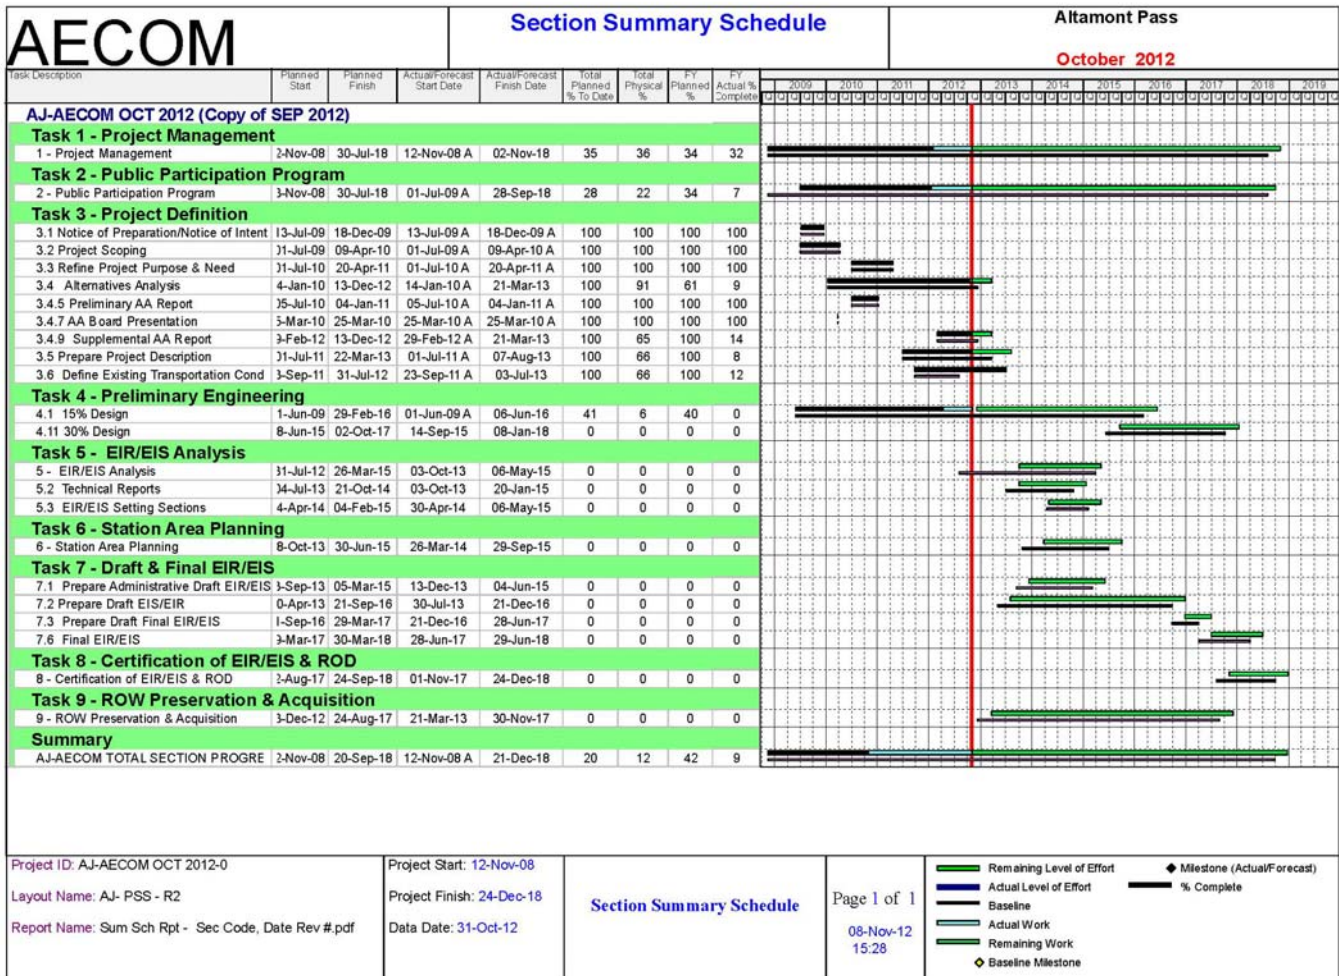 AECOM
Section Summary Schedule
Altamont Pass
October 2012
Task Description Planned Start Planned Finish Actual/Forecast Start Date Actual/Forecast Finish Date Total Planned % To Date Total Physical % FY Planned % FY Actual % Complete
2009 2010 2011 2012 2013 2014 2015 2016 2017 2018 2019
AJ-AECOM OCT 2012 (Copy of SEP 2012)
Task 1 - Project Management
1 - Project Management 2-Nov-08 30-Jul-18 12-Nov-08 A 02-Nov-18 35 36 34 32
Task 2 - Public Participation Program
2 - Public Participation Program 3-Nov-08 30-Jul-18 01-Jul-09 A 28-Sep-18 28 22 34 7
Task 3 - Project Definition
3.1 Notice of Preparation/Notice of Intent 13-Jul-09 18-Dec-09 13-Jul-09 A 18-Dec-09 A 100 100 100 100
3.2 Project Scoping 01-Jul-09 09-Apr-10 01-Jul-09 A 09-Apr-10 A 100 100 100 100
3.3 Refine Project Purpose & Need 01-Jul-10 20-Apr-11 01-Jul-10 A 20-Apr-11 A 100 100 100 100
3.4 Alternatives Analysis 4-Jan-10 13-Dec-12 14-Jan-10 A 21-Mar-13 100 91 61 9
3.4.5 Preliminary AA Report 05-Jul-10 04-Jan-11 05-Jul-10 A 04-Jan-11 A 100 100 100 100
3.4.7 AA Board Presentation 5-Mar-10 25-Mar-10 25-Mar-10 A 25-Mar-10 A 100 100 100 100
3.4.9 Supplemental AA Report 9-Feb-12 13-Dec-12 29-Feb-12 A 21-Mar-13 100 65 100 14
3.5 Prepare Project Description 01-Jul-11 22-Mar-13 01-Jul-11 A 07-Aug-13 100 66 100 8
3.6 Define Existing Transportation Cond 3-Sep-11 31-Jul-12 23-Sep-11 A 03-Jul-13 100 66 100 12
Task 4 - Preliminary Engineering
4.1 15% Design 1-Jun-09 29-Feb-16 01-Jun-09 A 06-Jun-16 41 6 40 0
4.11 30% Design 8-Jun-15 02-Oct-17 14-Sep-15 08-Jan-18 0 0 0 0
Task 5 - EIR/EIS Analysis
5 - EIR/EIS Analysis 31-Jul-12 26-Mar-15 03-Oct-13 06-May-15 0 0 0 0
5.2 Technical Reports 04-Jul-13 21-Oct-14 03-Oct-13 20-Jan-15 0 0 0 0
5.3 EIR/EIS Setting Sections 4-Apr-14 04-Feb-15 30-Apr-14 06-May-15 0 0 0 0
Task 6 - Station Area Planning
6 - Station Area Planning 8-Oct-13 30-Jun-15 26-Mar-14 29-Sep-15 0 0 0 0
Task 7 - Draft & Final EIR/EIS
7.1 Prepare Administrative Draft EIR/EIS 3-Sep-13 05-Mar-15 13-Dec-13 04-Jun-15 0 0 0 0
7.2 Prepare Draft EIS/EIR 0-Apr-13 21-Sep-16 30-Jul-13 21-Dec-16 0 0 0 0
7.3 Prepare Draft Final EIR/EIS 1-Sep-16 29-Mar-17 21-Dec-16 28-Jun-17 0 0 0 0
7.6 Final EIR/EIS 9-Mar-17 30-Mar-18 28-Jun-17 29-Jun-18 0 0 0 0
Task 8 - Certification of EIR/EIS & ROD
8 - Certification of EIR/EIS & ROD 2-Aug-17 24-Sep-18 01-Nov-17 24-Dec-18 0 0 0 0
Task 9 - ROW Preservation & Acquisition
9 - ROW Preservation & Acquisition 3-Dec-12 24-Aug-17 21-Mar-13 30-Nov-17 0 0 0 0
Summary
AJ-AECOM TOTAL SECTION PROGRE 2-Nov-08 20-Sep-18 12-Nov-08 A 21-Dec-18 20 12 42 9
Project ID: AJ-AECOM OCT 2012-0
Layout Name: AJ- PSS - R2
Report Name: Sum Sch Rpt - Sec Code, Date Rev #.pdf
Project Start: 12-Nov-08
Project Finish: 24-Dec-18
Data Date: 31-Oct-12
Section Summary Schedule
Page 1 of 1
08-Nov-12
15:28
Remaining Level of Effort
Actual Level of Effort
Baseline
Actual Work
Remaining Work
Baseline Milestone
Milestone (Actual/Forecast)
% Complete